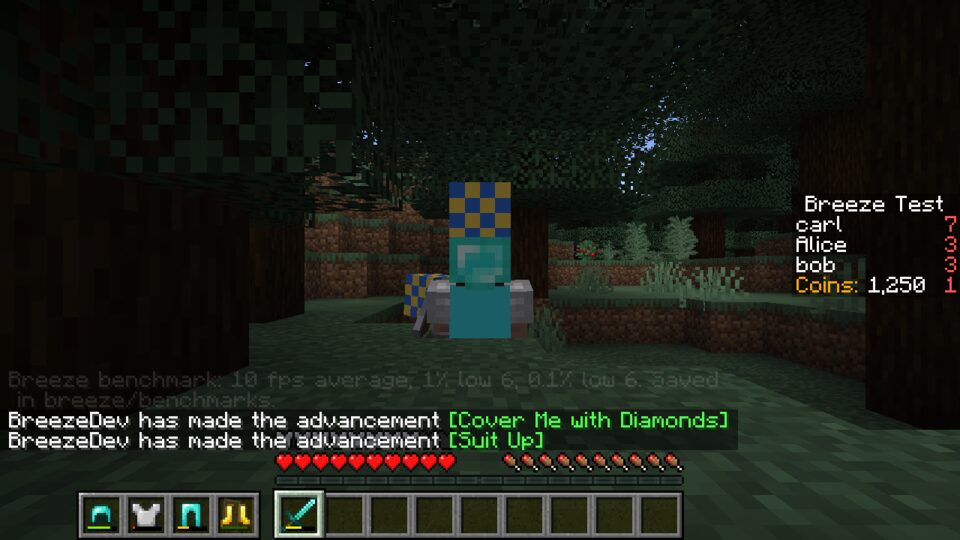 Breeze Test
carl 7
Alice 3
bob 3
Coins: 1,250 1
Breeze benchmark: 10 fps average, 1% low 6, 0.1% low 6. Saved
in breeze/benchmarks.
BreezeDev has made the advancement [Cover Me with Diamonds]
BreezeDev has made the advancement [Suit Up]